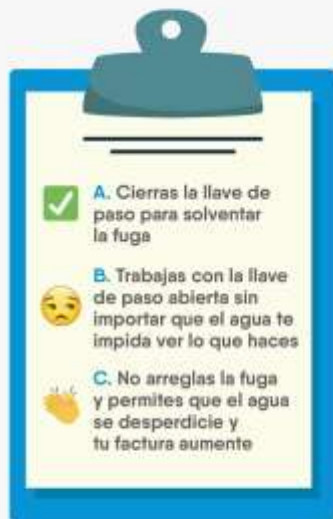 A. Cierras la llave de
paso para solventar
la fuga
B. Trabajas con la llave
de paso abierta sin
importar que el agua te
impida ver lo que haces
C. No arreglas la fuga
y permites que el agua
se desperdicie y
tu factura aumente